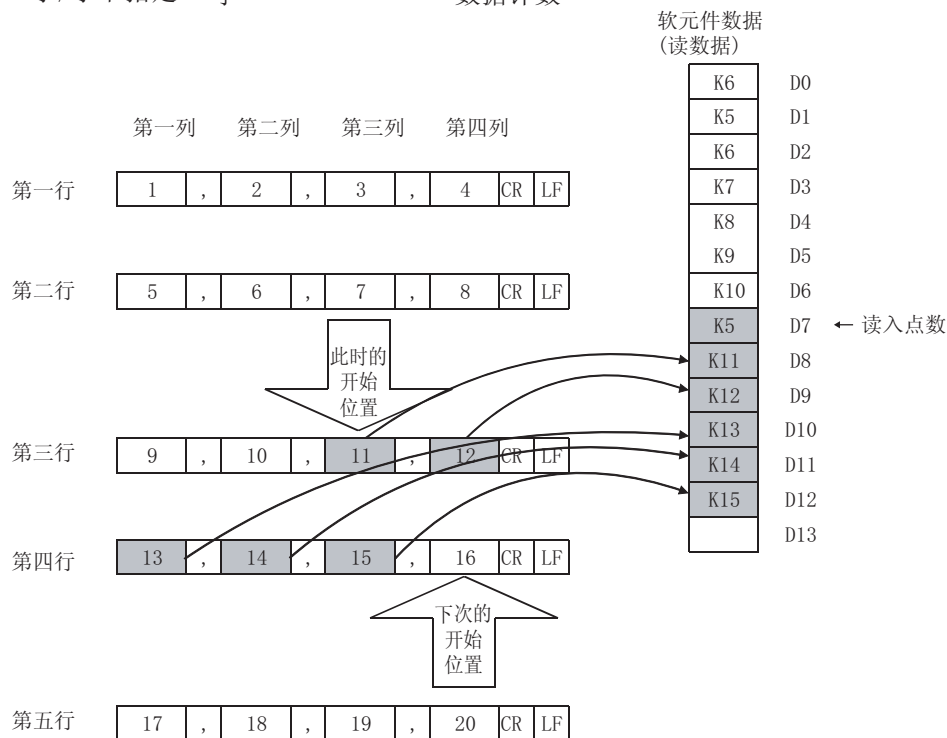 数据计数
软元件数据
(读数据)
K6 D0
K5 D1
K6 D2
K7 D3
K8 D4
K9 D5
K10 D6
K5 D7 ← 读入点数
K11 D8
K12 D9
K13 D10
K14 D11
K15 D12
D13
第一列 第二列 第三列 第四列
第一行 1 , 2 , 3 , 4 CR LF
第二行 5 , 6 , 7 , 8 CR LF
此时的
开始
位置
第三行 9 , 10 , 11 , 12 CR LF
第四行 13 , 14 , 15 , 16 CR LF
下次的
开始
位置
第五行 17 , 18 , 19 , 20 CR LF